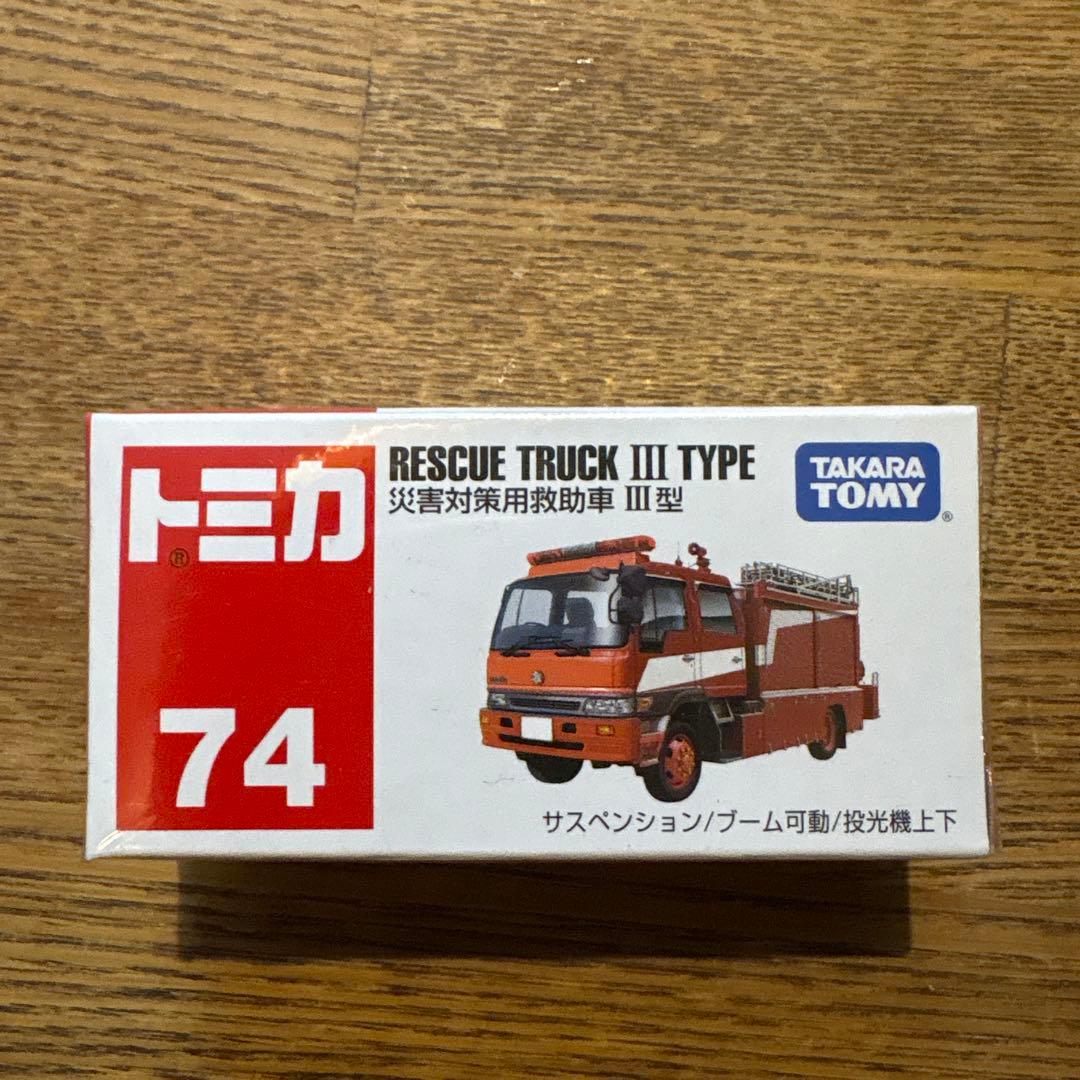 トミカ®
74
RESCUE TRUCK III TYPE
災害対策用救助車 III型
TAKARA
TOMY®
サスペンション/ブーム可動/投光機上下